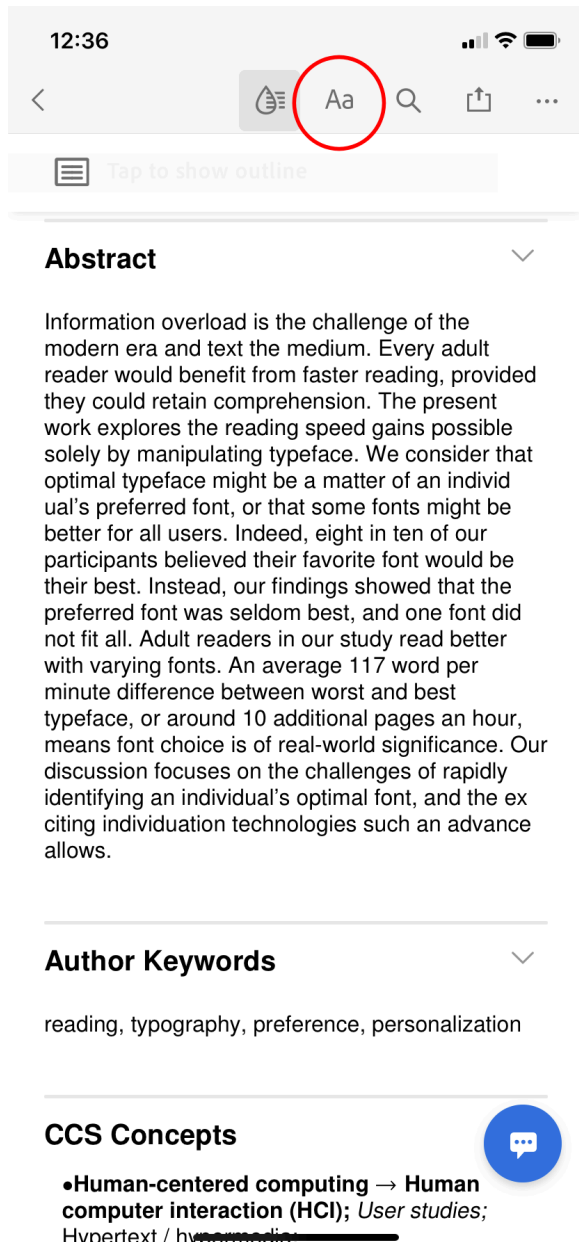 12:36
Aa
Tap to show outline
Abstract
Information overload is the challenge of the
modern era and text the medium. Every adult
reader would benefit from faster reading, provided
they could retain comprehension. The present
work explores the reading speed gains possible
solely by manipulating typeface. We consider that
optimal typeface might be a matter of an individ
ual's preferred font, or that some fonts might be
better for all users. Indeed, eight in ten of our
participants believed their favorite font would be
their best. Instead, our findings showed that the
preferred font was seldom best, and one font did
not fit all. Adult readers in our study read better
with varying fonts. An average 117 word per
minute difference between worst and best
typeface, or around 10 additional pages an hour,
means font choice is of real-world significance. Our
discussion focuses on the challenges of rapidly
identifying an individual's optimal font, and the ex
citing individuation technologies such an advance
allows.
Author Keywords
reading, typography, preference, personalization
CCS Concepts
•Human-centered computing → Human
computer interaction (HCI); User studies;
Hypertext /